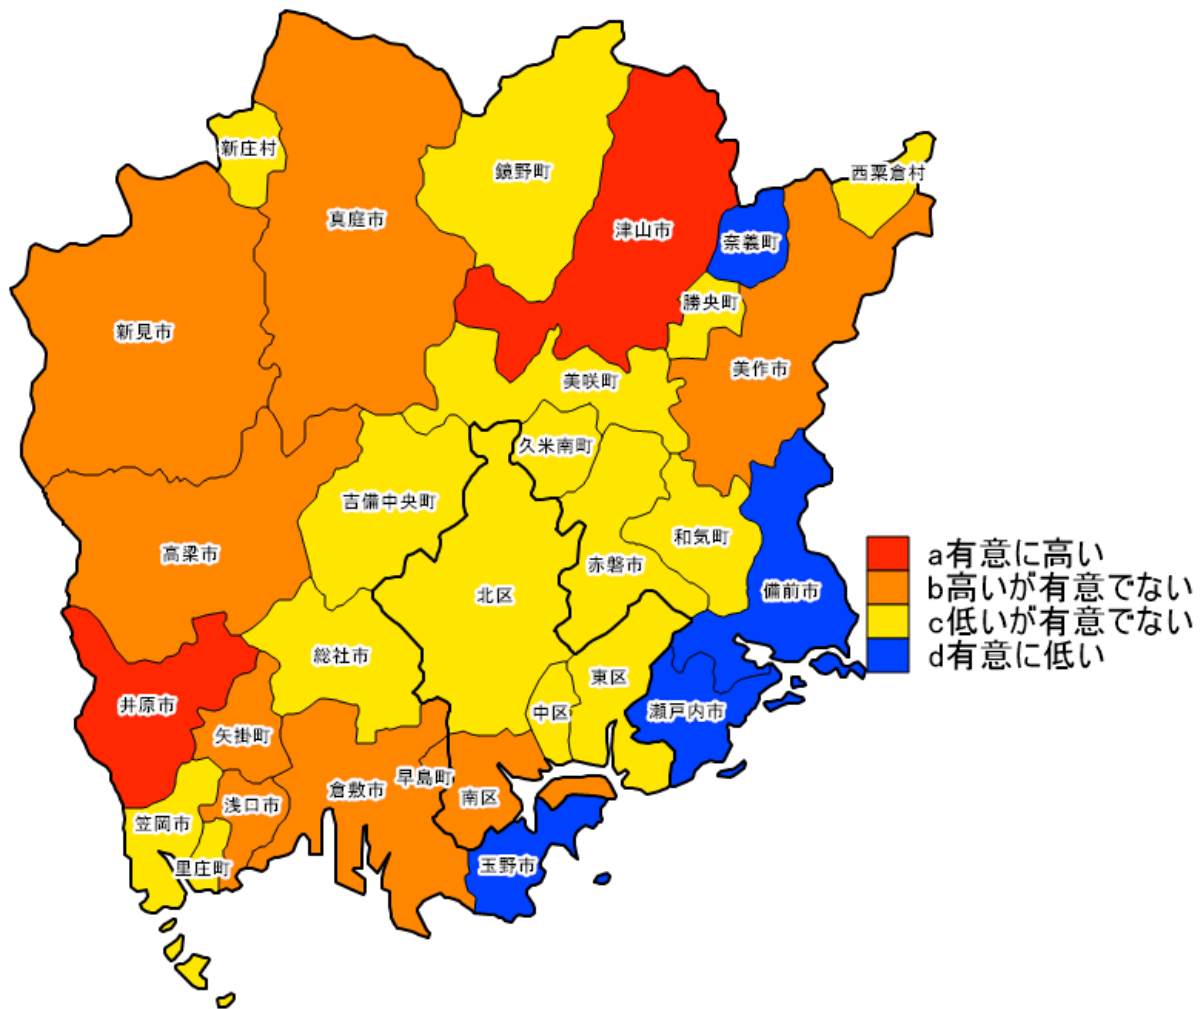 新庄村
鏡野町
西粟倉村
真庭市
津山市
奈義町
勝央町
新見市
美作市
美咲町
久米南町
吉備中央町
和気町
高梁市
赤磐市
北区
備前市
総社市
東区
井原市
中区
瀬戸内市
矢掛町
早島町
倉敷市
南区
浅口市
笠岡市
里庄町
玉野市
a有意に高い
b高いが有意でない
c低いが有意でない
d有意に低い